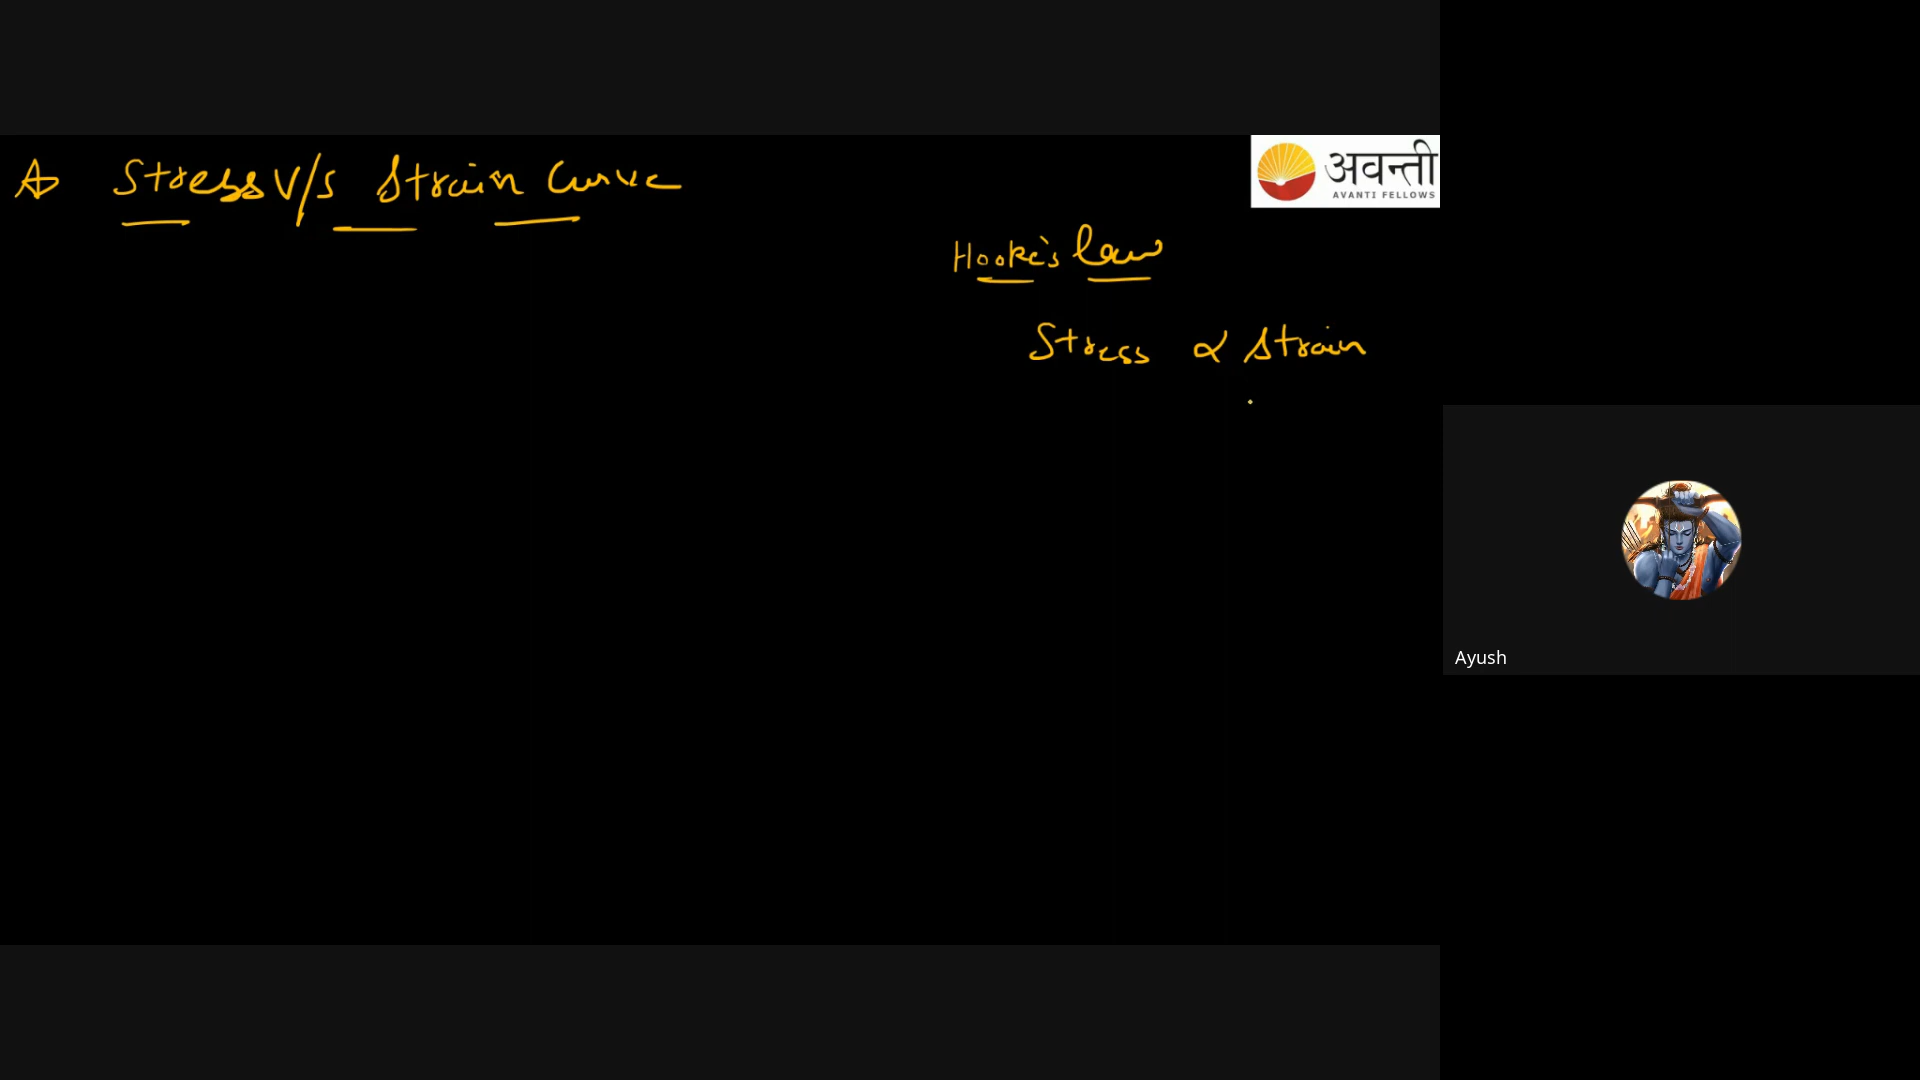 Stress V/s Strain Curve
अवन्ती
AVANTI FELLOWS
Hooke's law
Stress ∝ Strain
Ayush